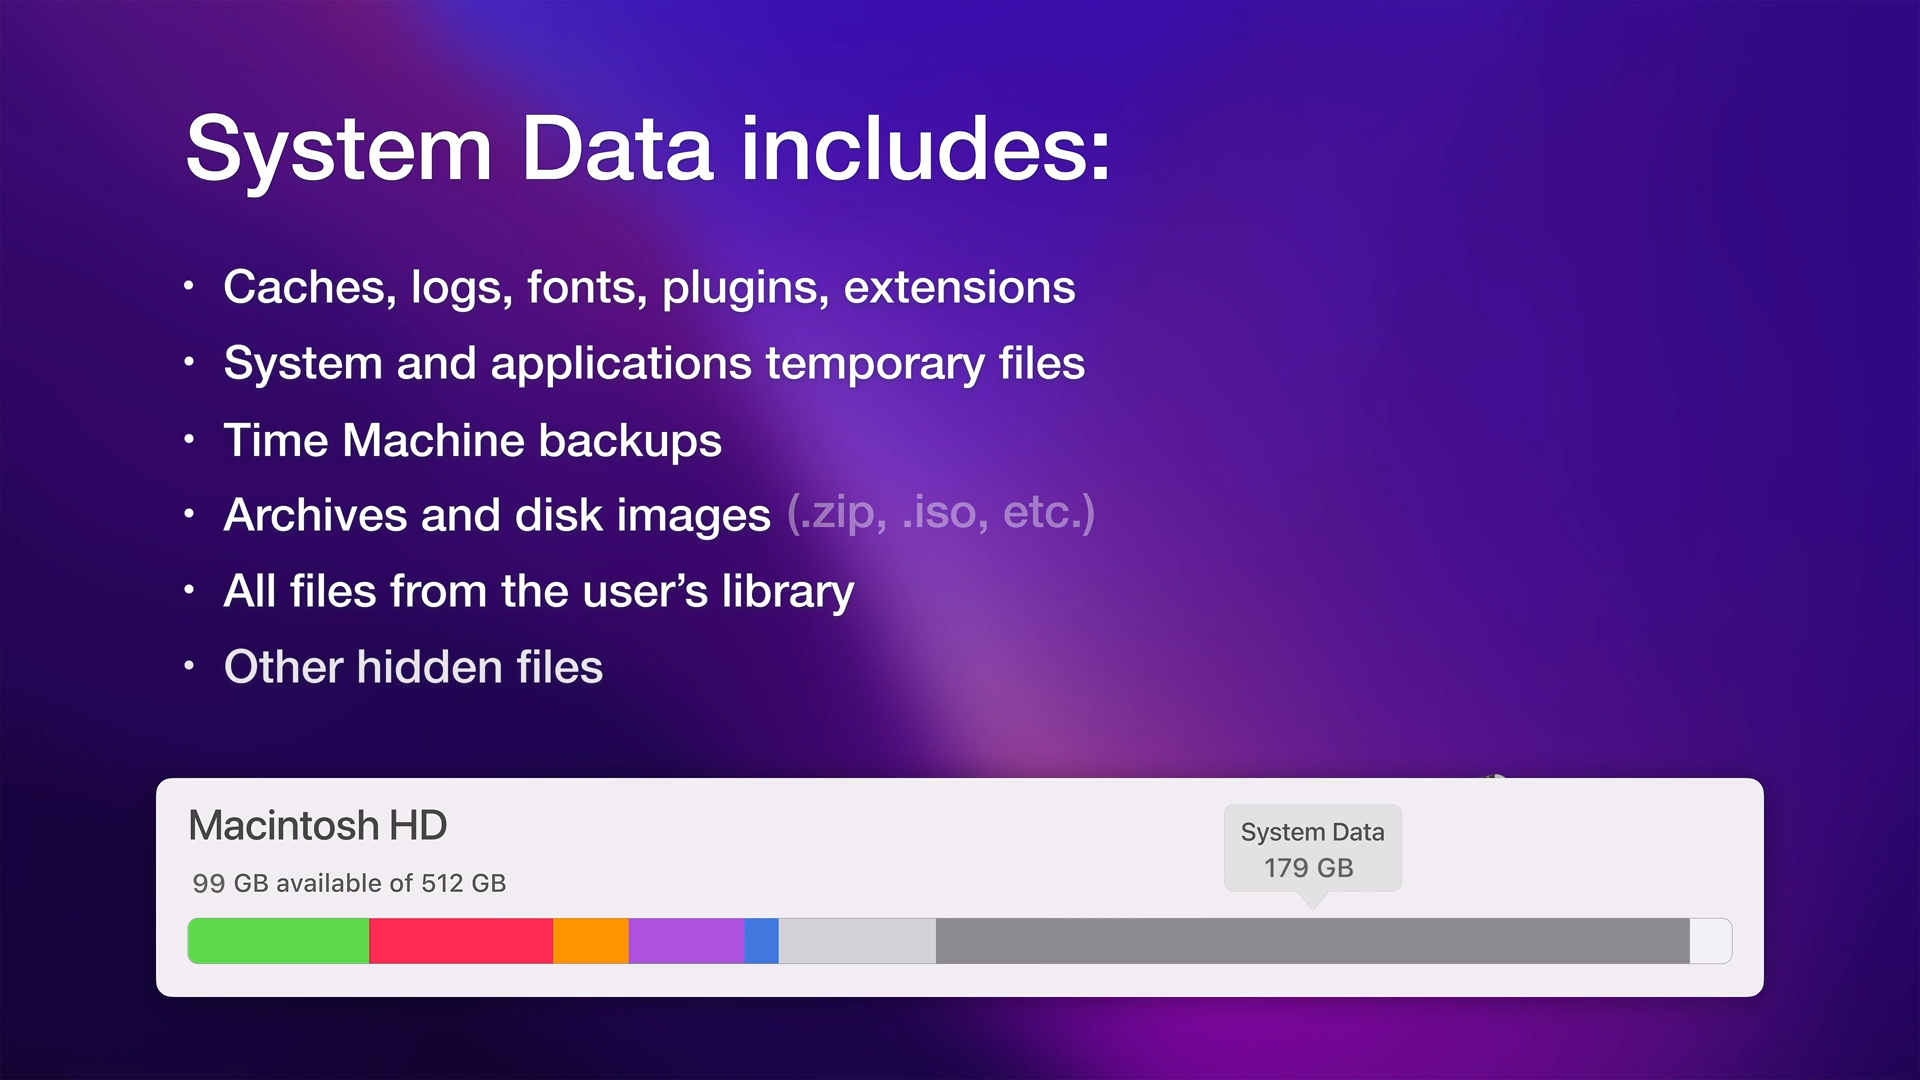 System Data includes:
• Caches, logs, fonts, plugins, extensions
• System and applications temporary files
• Time Machine backups
• Archives and disk images (.zip, .iso, etc.)
• All files from the user’s library
• Other hidden files
Macintosh HD
99 GB available of 512 GB
System Data
179 GB